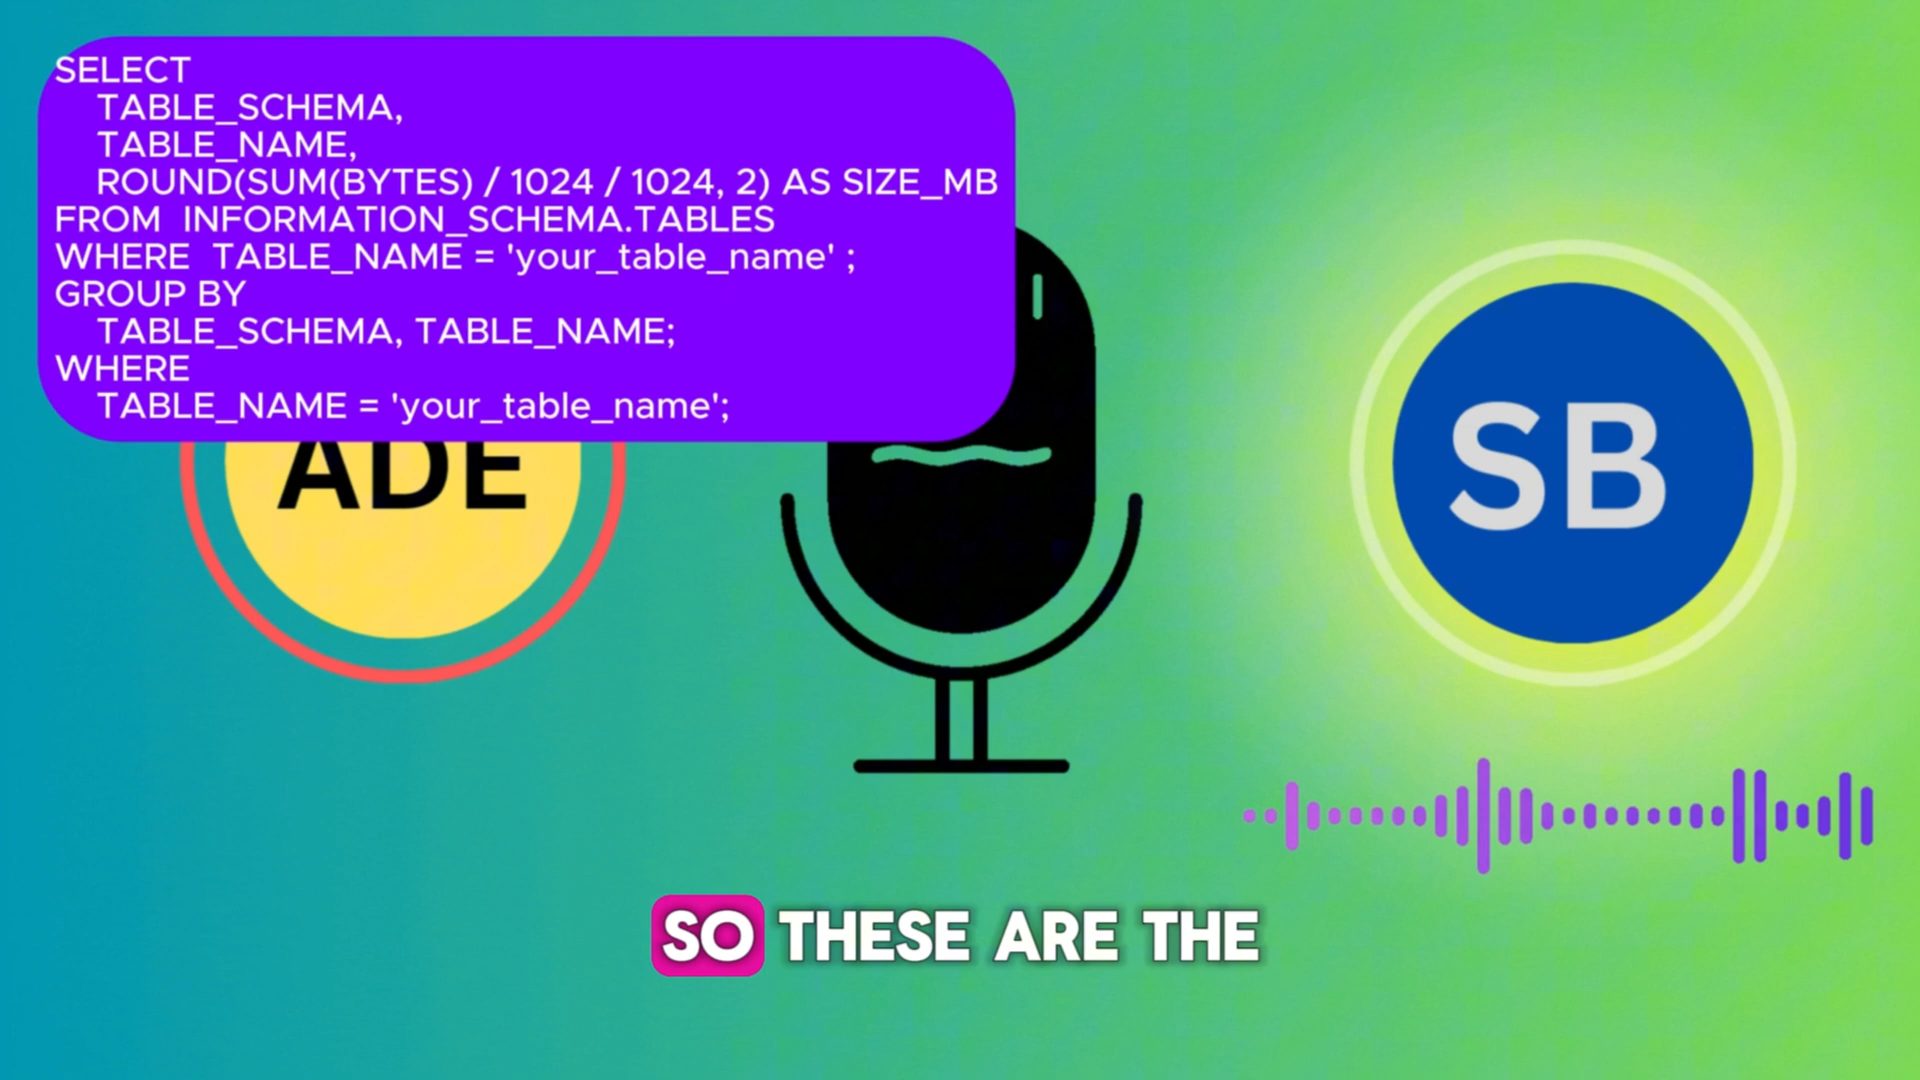 SELECT
TABLE_SCHEMA,
TABLE_NAME,
ROUND(SUM(BYTES) / 1024 / 1024, 2) AS SIZE_MB
FROM INFORMATION_SCHEMA.TABLES
WHERE TABLE_NAME = 'your_table_name' ;
GROUP BY
TABLE_SCHEMA, TABLE_NAME;
WHERE
TABLE_NAME = 'your_table_name';
ADE
SB
SO THESE ARE THE